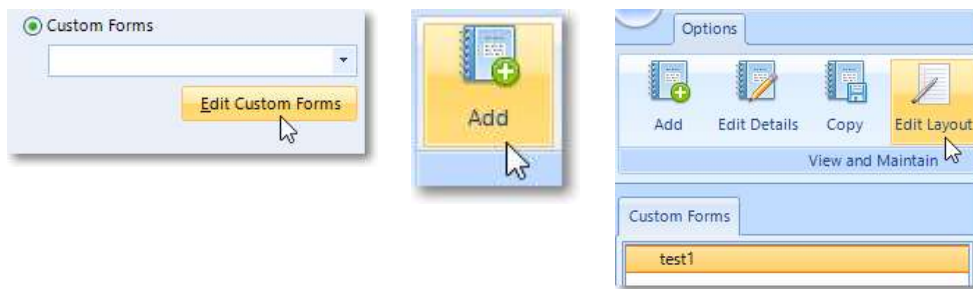 Custom Forms
Edit Custom Forms
Add
Options
Add Edit Details Copy Edit Layout
View and Maintain
Custom Forms
test1